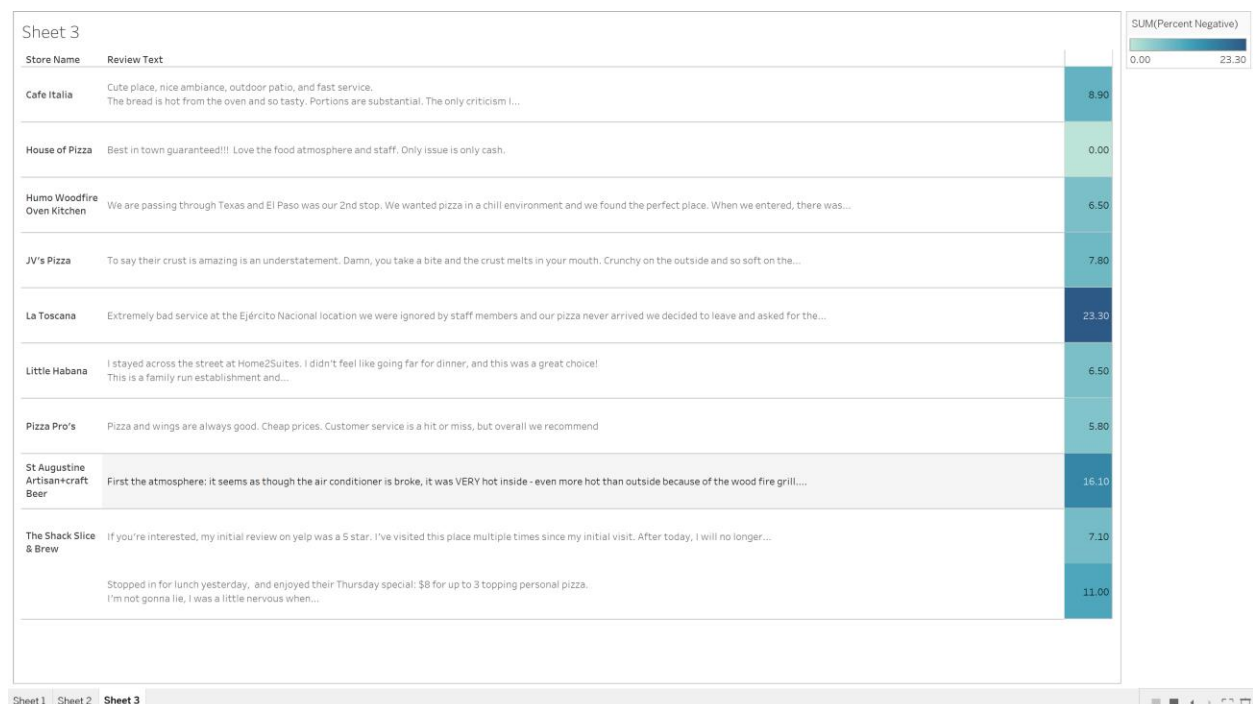 Sheet 3
SUM(Percent Negative)
0.00 23.30
Store Name Review Text
Cafe Italia
Cute place, nice ambiance, outdoor patio, and fast service.
The bread is hot from the oven and so tasty. Portions are substantial. The only criticism I...
8.90
House of Pizza Best in town guaranteed!!! Love the food atmosphere and staff. Only issue is only cash. 0.00
Humo Woodfire
Oven Kitchen
We are passing through Texas and El Paso was our 2nd stop. We wanted pizza in a chill environment and we found the perfect place. When we entered, there was...
6.50
JV's Pizza To say their crust is amazing is an understatement. Damn, you take a bite and the crust melts in your mouth. Crunchy on the outside and so soft on the... 7.80
La Toscana Extremely bad service at the Ejército Nacional location we were ignored by staff members and our pizza never arrived we decided to leave and asked for the... 23.30
Little Habana
I stayed across the street at Home2Suites. I didn't feel like going far for dinner, and this was a great choice!
This is a family run establishment and...
6.50
Pizza Pro's Pizza and wings are always good. Cheap prices. Customer service is a hit or miss, but overall we recommend 5.80
St Augustine
Artisan+craft
Beer
First the atmosphere: it seems as though the air conditioner is broke, it was VERY hot inside - even more hot than outside because of the wood fire grill....
16.10
The Shack Slice
& Brew
If you're interested, my initial review on yelp was a 5 star. I've visited this place multiple times since my initial visit. After today, I will no longer...
7.10
Stopped in for lunch yesterday, and enjoyed their Thursday special: $8 for up to 3 topping personal pizza.
I'm not gonna lie, I was a little nervous when...
11.00
Sheet 1 Sheet 2 Sheet 3